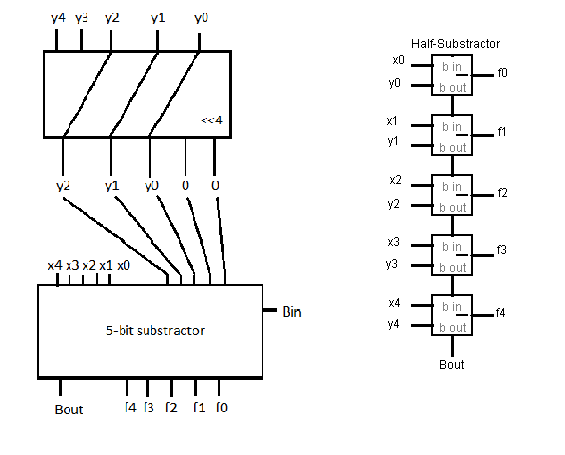 y4 y3 y2 y1 y0
<<4
y2 y1 y0 0 0
x4 x3 x2 x1 x0
5-bit substractor
Bin
Bout f4 f3 f2 f1 f0
Half-Substractor
x0 b in f0
y0 b out
x1 b in f1
y1 b out
x2 b in f2
y2 b out
x3 b in f3
y3 b out
x4 b in f4
y4 b out
Bout